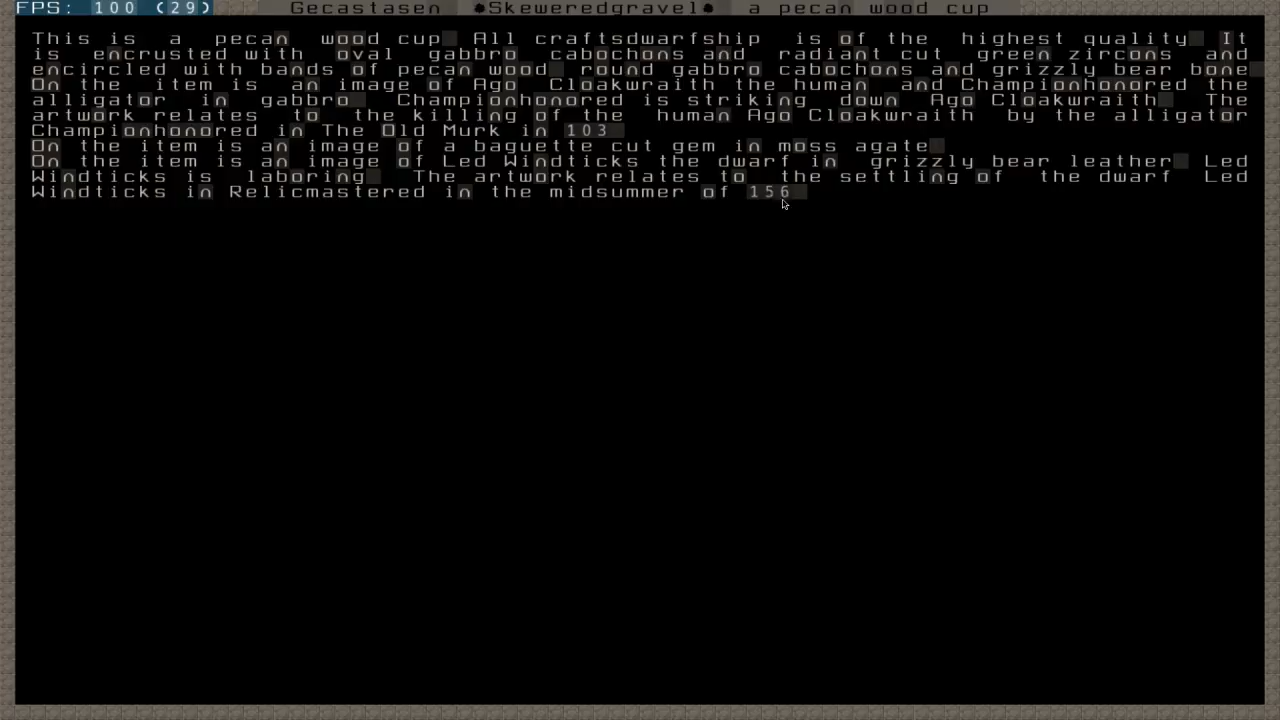 FPS: 100 (29) Gecastasen ●Skeweredgravel● a pecan wood cup
This is a pecan wood cup All craftsdwarfship is of the highest quality It
is encrusted with oval gabbro cabochons and radiant cut green zircons and
encircled with bands of pecan wood round gabbro cabochons and grizzly bear bone
On the item is an image of Ago Cloakwraith the human and Championhonored the
alligator in gabbro Championhonored is striking down Ago Cloakwraith The
artwork relates to the killing of the human Ago Cloakwraith by the alligator
Championhonored in The Old Murk in 103
On the item is an image of a baguette cut gem in moss agate
On the item is an image of Led Windticks the dwarf in grizzly bear leather Led
Windticks is laboring The artwork relates to the settling of the dwarf Led
Windticks in Relicmastered in the midsummer of 156